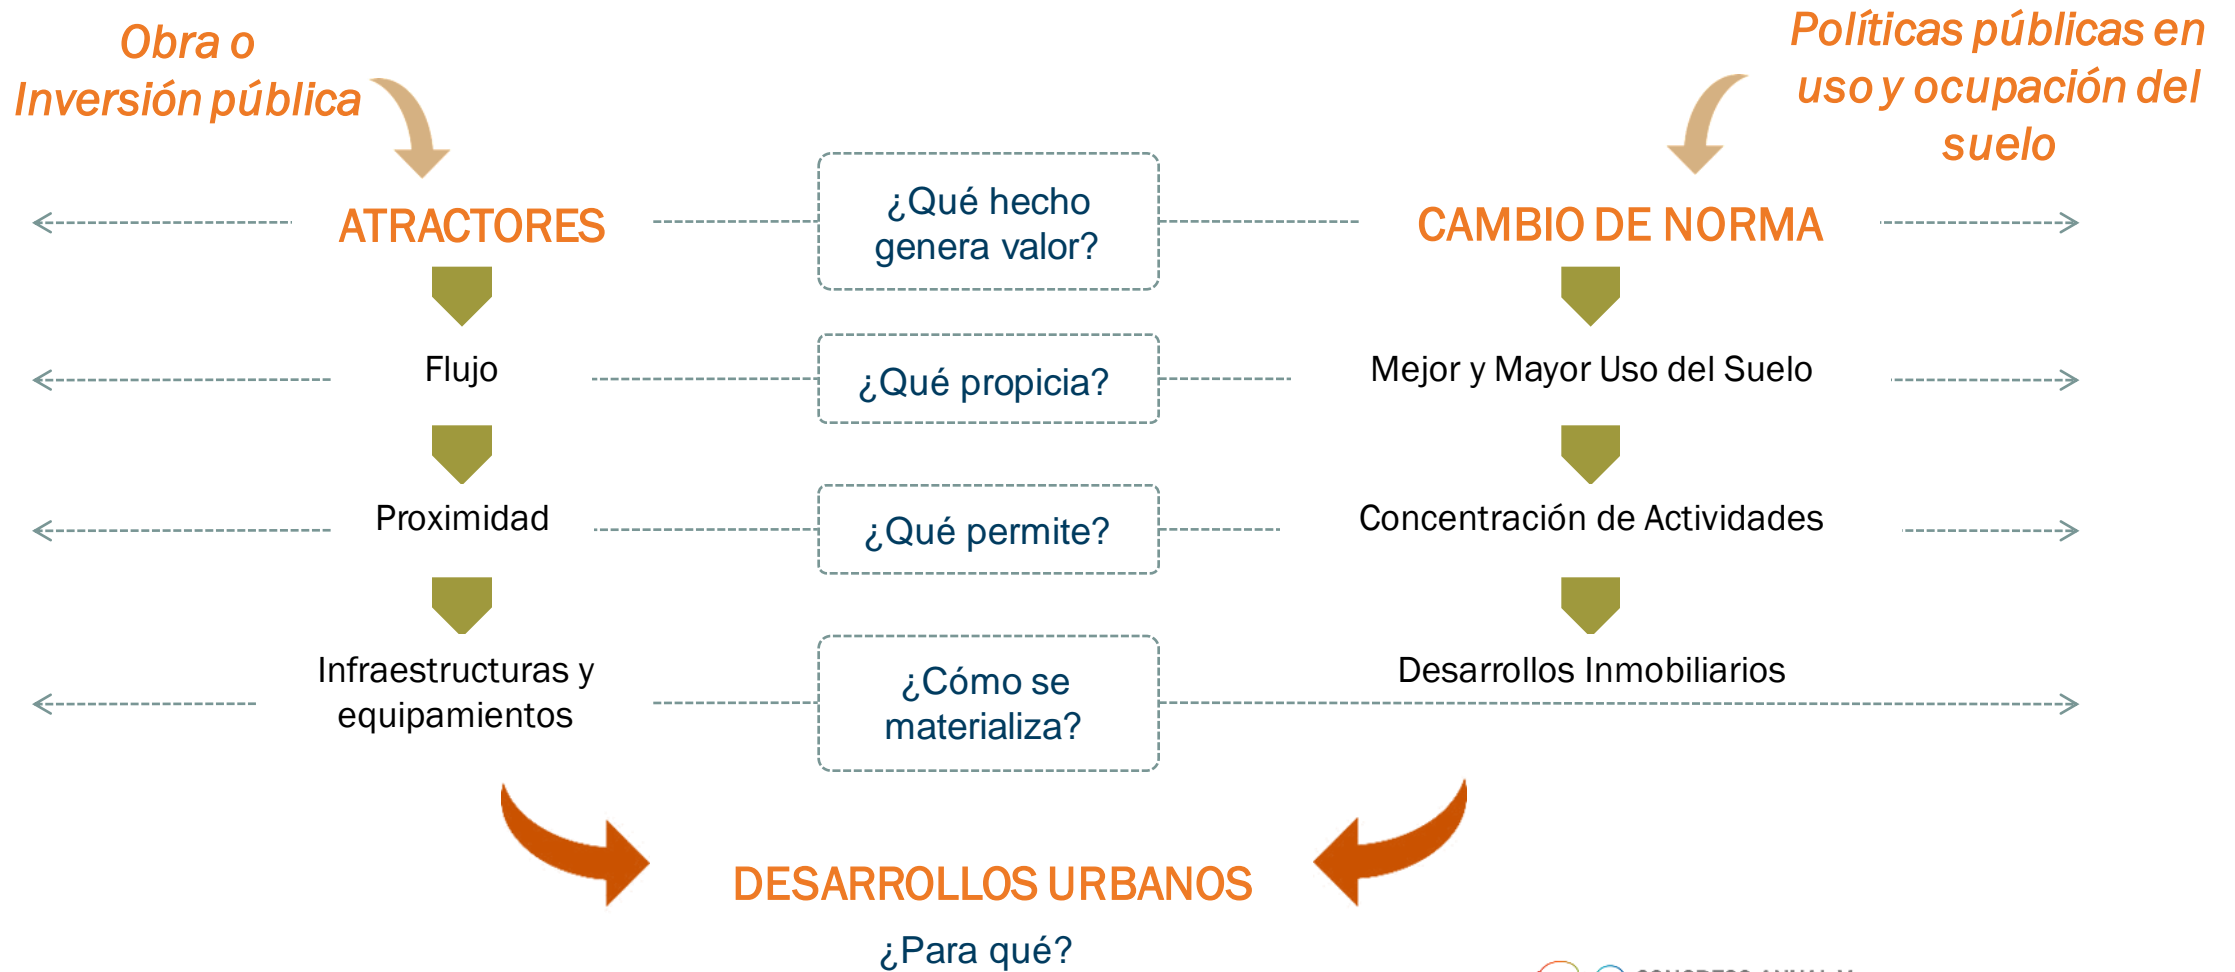 Obra o
Inversión pública
Políticas públicas en
uso y ocupación del
suelo
ATRACTORES
¿Qué hecho
genera valor?
CAMBIO DE NORMA
Flujo
¿Qué propicia?
Mejor y Mayor Uso del Suelo
Proximidad
¿Qué permite?
Concentración de Actividades
Infraestructuras y
equipamientos
¿Cómo se
materializa?
Desarrollos Inmobiliarios
DESARROLLOS URBANOS
¿Para qué?